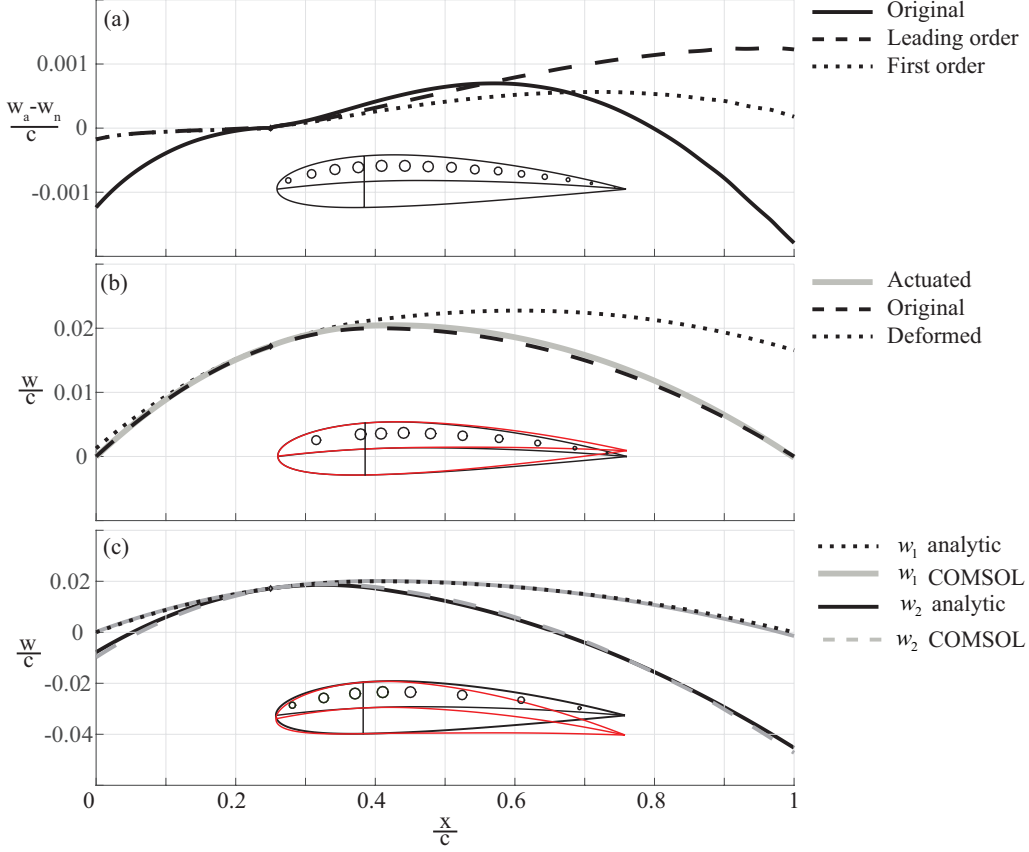 (a)
Original
Leading order
First order
0.001
0
-0.001
w_a-w_n
c
(b)
Actuated
Original
Deformed
0.02
0.01
0
w
c
(c)
w_1 analytic
w_1 COMSOL
w_2 analytic
w_2 COMSOL
0.02
0
-0.02
-0.04
w
c
0 0.2 0.4 0.6 0.8 1
x
c